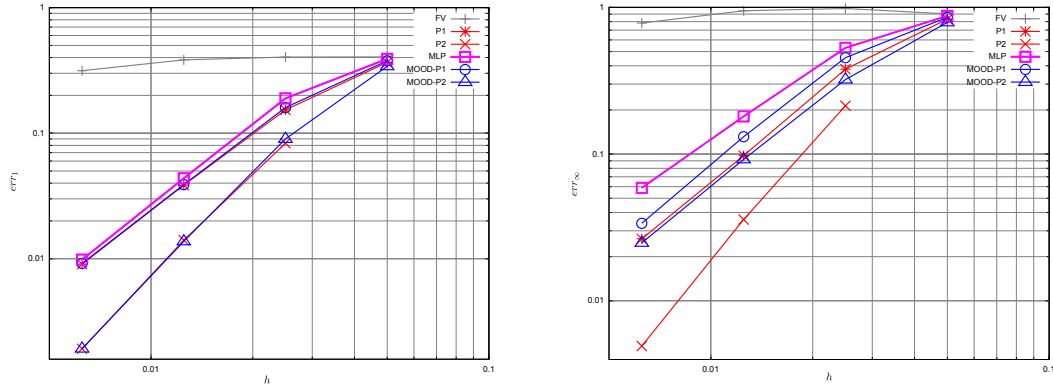 1
0.1
0.01
err₁
0.01
0.1
h
FV
P1
P2
MLP
MOOD-P1
MOOD-P2
1
0.1
0.01
err∞
0.01
0.1
h
FV
P1
P2
MLP
MOOD-P1
MOOD-P2